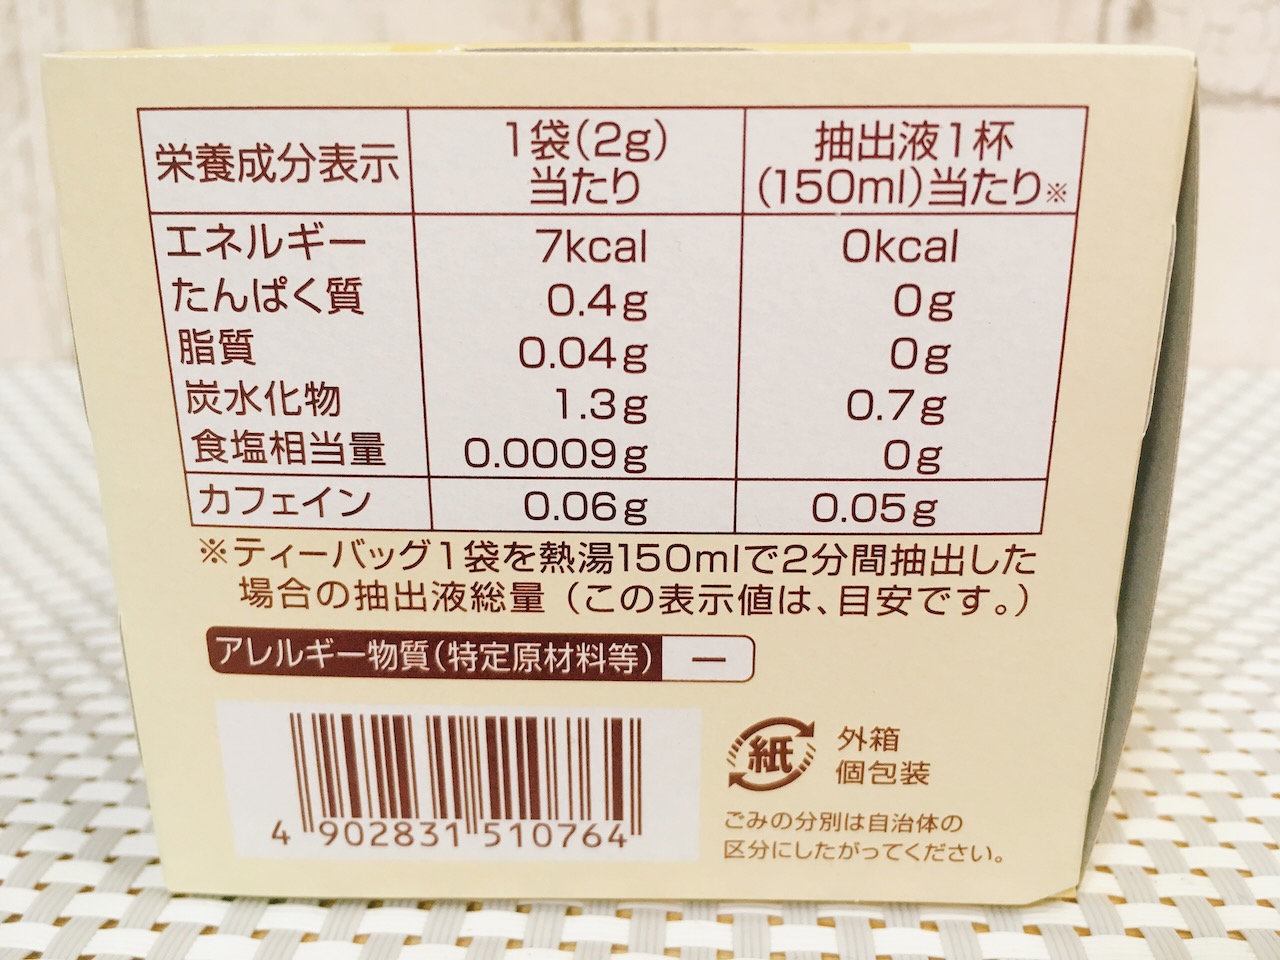 栄養成分表示 1袋(2g)当たり 抽出液1杯(150ml)当たり※
エネルギー 7kcal 0kcal
たんぱく質 0.4g 0g
脂質 0.04g 0g
炭水化物 1.3g 0.7g
食塩相当量 0.0009g 0g
カフェイン 0.06g 0.05g
※ティーバッグ1袋を熱湯150mlで2分間抽出した
場合の抽出液総量（この表示値は、目安です。）
アレルギー物質(特定原材料等) ー
紙 外箱
個包装
ごみの分別は自治体の
区分にしたがってください。
4 902831 510764